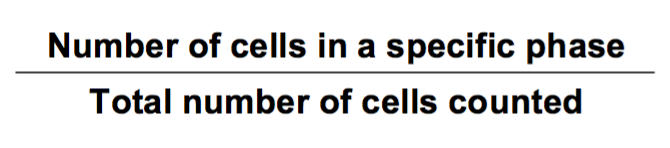 Number of cells in a specific phase
Total number of cells counted